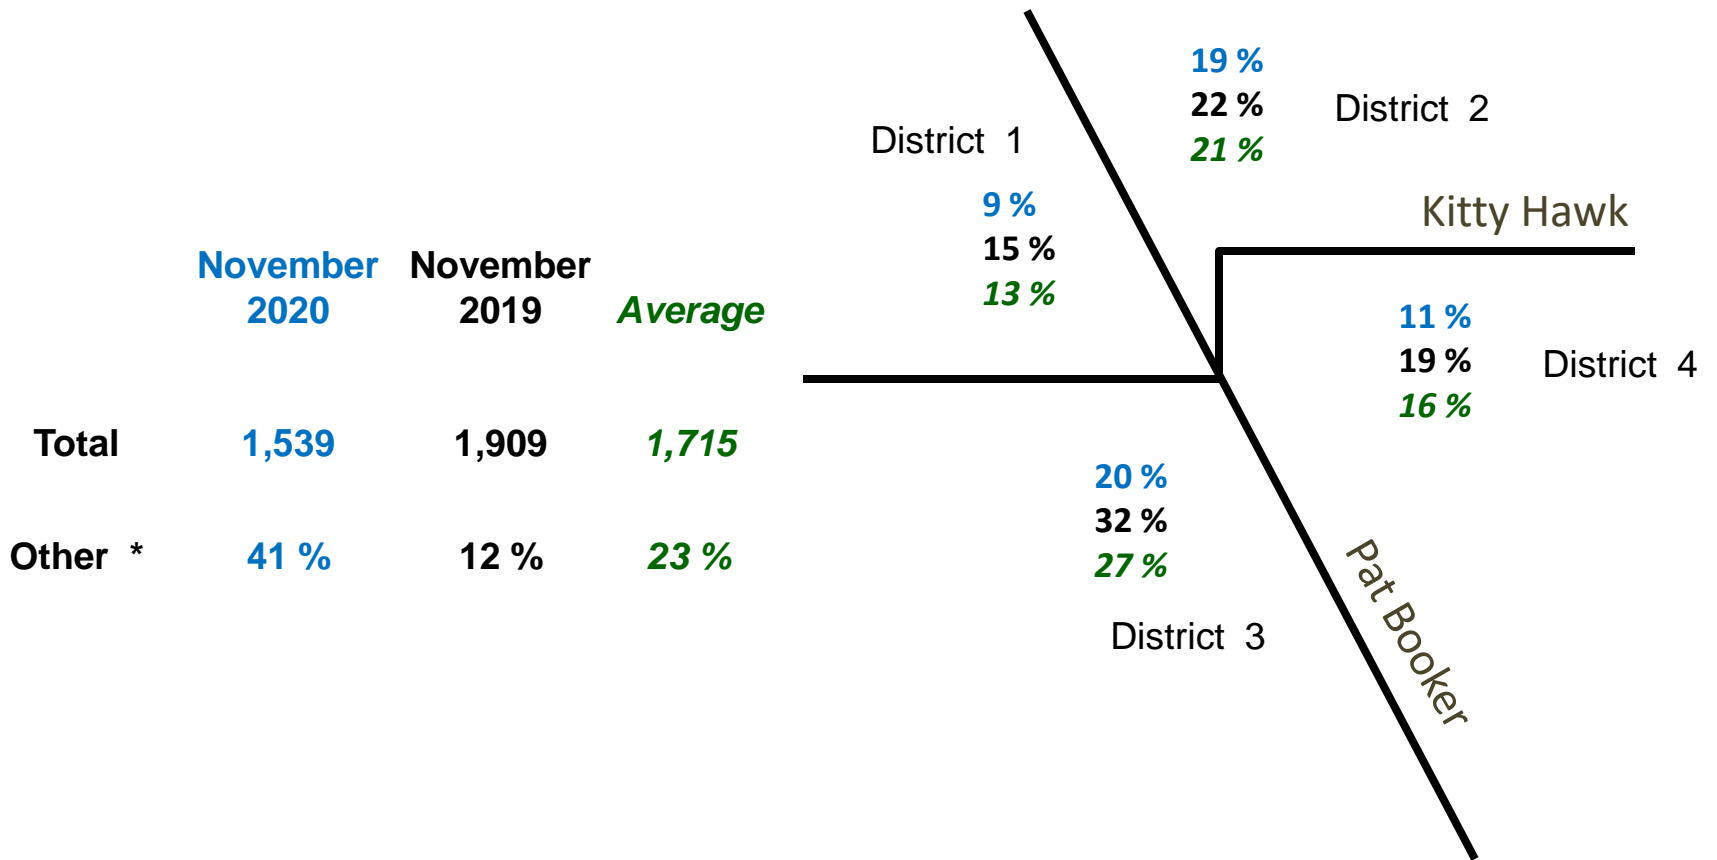 November November
2020 2019 Average
Total 1,539 1,909 1,715
Other * 41 % 12 % 23 %
District 1
9 %
15 %
13 %
19 %
22 %
21 %
District 2
Kitty Hawk
11 %
19 %
16 %
District 4
20 %
32 %
27 %
District 3
Pat Booker